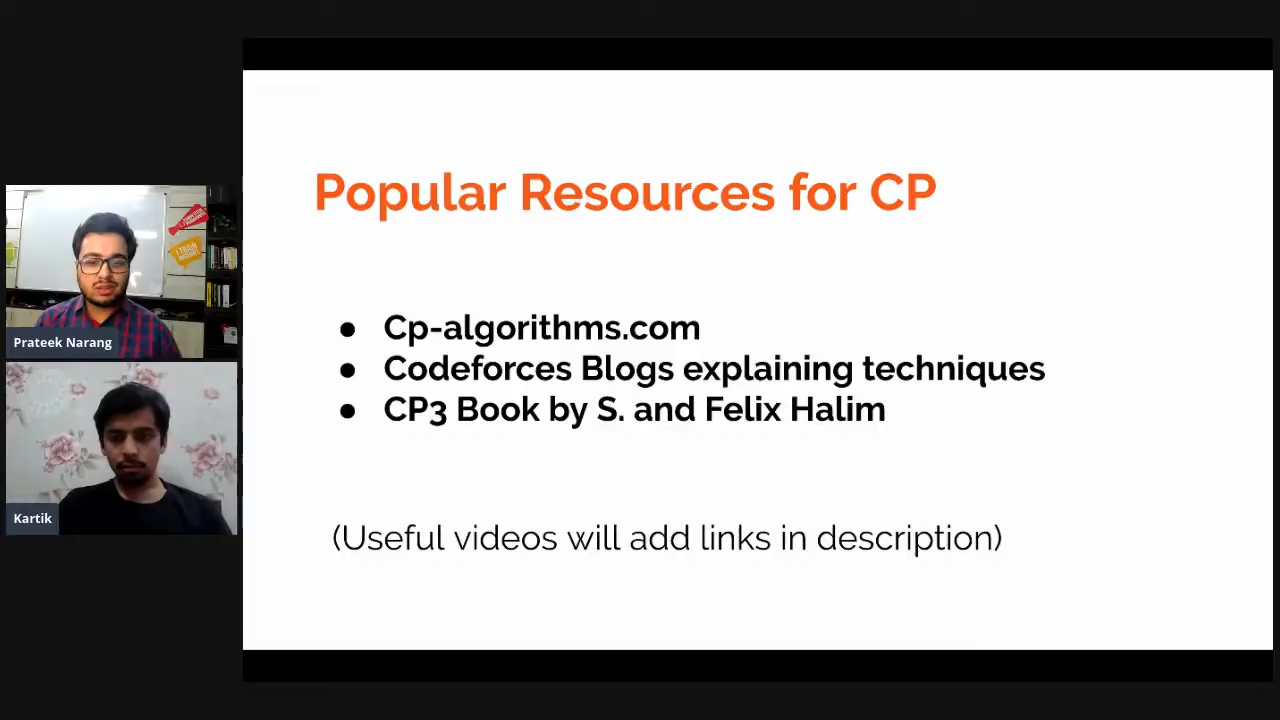 Popular Resources for CP
● Cp-algorithms.com
● Codeforces Blogs explaining techniques
● CP3 Book by S. and Felix Halim
(Useful videos will add links in description)
Prateek Narang
Kartik